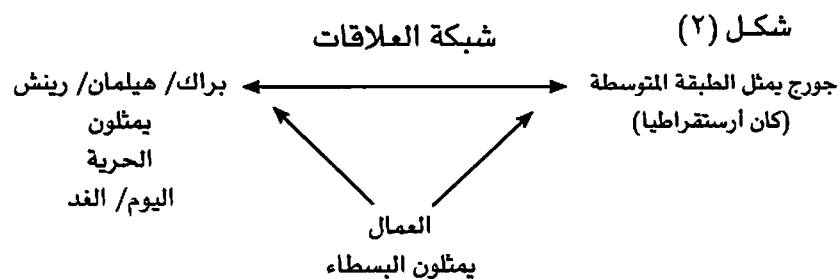 شكل (٢)
شبكة العلاقات
جورج يمثل الطبقة المتوسطة
(كان أرستقراطيا)
براك/ هيلمان/ رينش
يمثلون
الحرية
اليوم/ الغد
العمال
يمثلون البسطاء